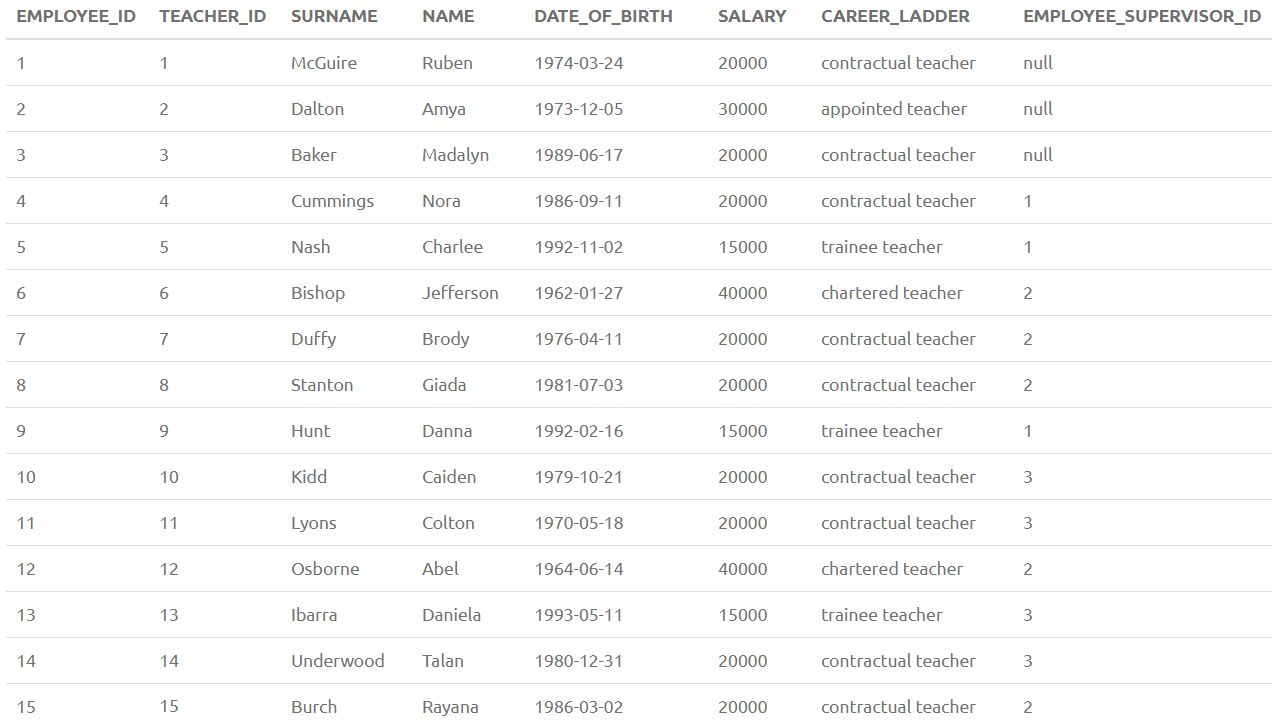 EMPLOYEE_ID TEACHER_ID SURNAME NAME DATE_OF_BIRTH SALARY CAREER_LADDER EMPLOYEE_SUPERVISOR_ID
1 1 McGuire Ruben 1974-03-24 20000 contractual teacher null
2 2 Dalton Amya 1973-12-05 30000 appointed teacher null
3 3 Baker Madalyn 1989-06-17 20000 contractual teacher null
4 4 Cummings Nora 1986-09-11 20000 contractual teacher 1
5 5 Nash Charlee 1992-11-02 15000 trainee teacher 1
6 6 Bishop Jefferson 1962-01-27 40000 chartered teacher 2
7 7 Duffy Brody 1976-04-11 20000 contractual teacher 2
8 8 Stanton Giada 1981-07-03 20000 contractual teacher 2
9 9 Hunt Danna 1992-02-16 15000 trainee teacher 1
10 10 Kidd Caiden 1979-10-21 20000 contractual teacher 3
11 11 Lyons Colton 1970-05-18 20000 contractual teacher 3
12 12 Osborne Abel 1964-06-14 40000 chartered teacher 2
13 13 Ibarra Daniela 1993-05-11 15000 trainee teacher 3
14 14 Underwood Talan 1980-12-31 20000 contractual teacher 3
15 15 Burch Rayana 1986-03-02 20000 contractual teacher 2